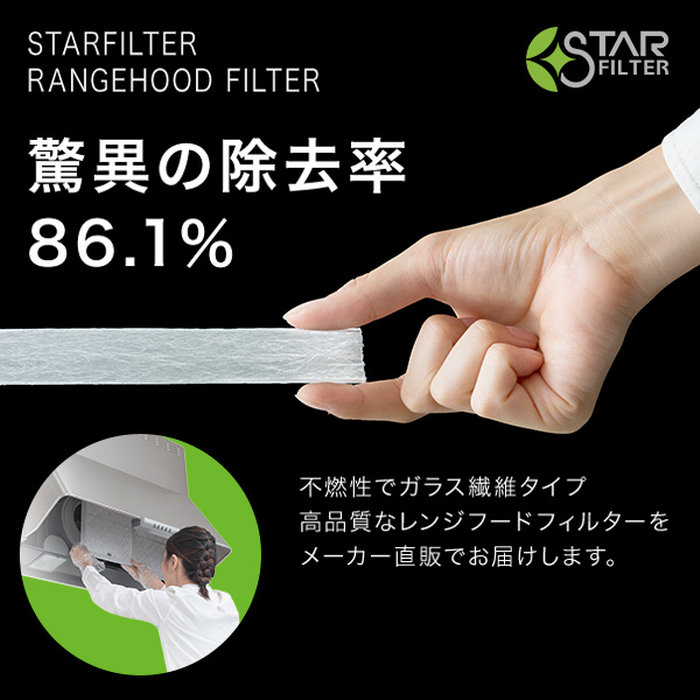 STARFILTER
RANGEHOOD FILTER
STAR
FILTER
驚異の除去率
86.1%
不燃性でガラス繊維タイプ
高品質なレンジフードフィルターを
メーカー直販でお届けします。